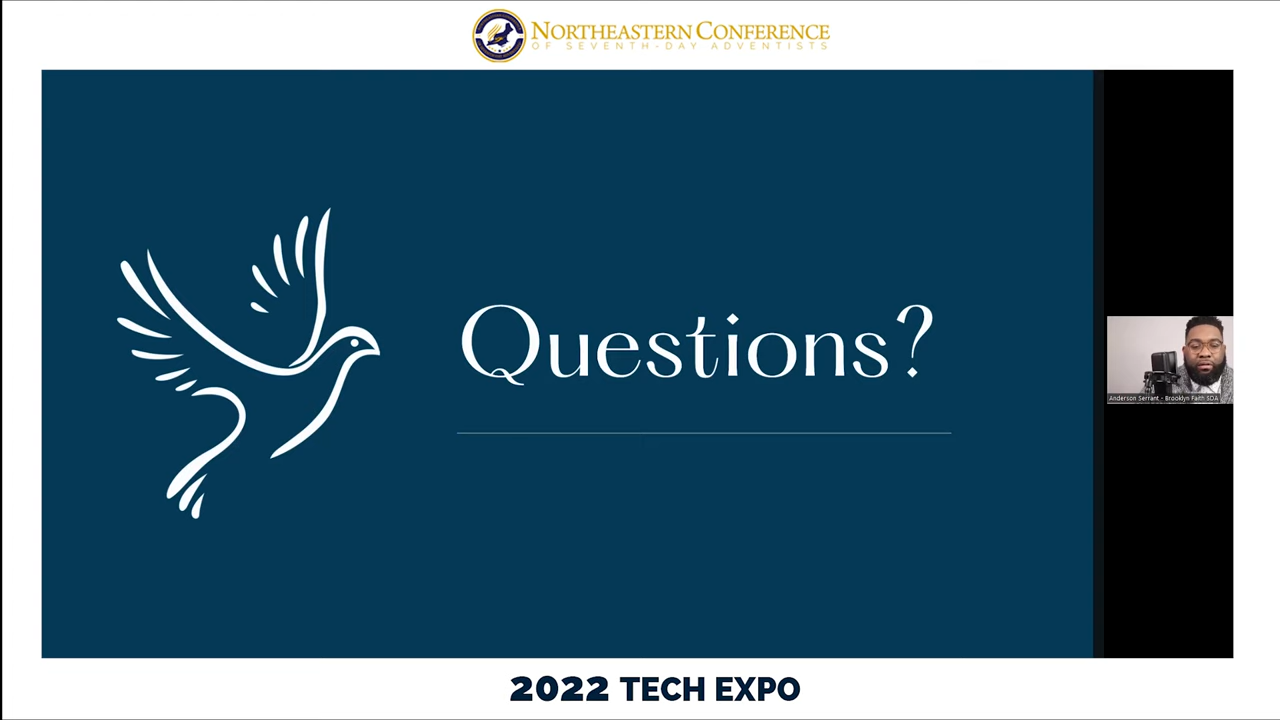 NORTHEASTERN CONFERENCE
OF SEVENTH-DAY ADVENTISTS
Questions?
Anderson Serrant - Brooklyn Faith SDA
2022 TECH EXPO